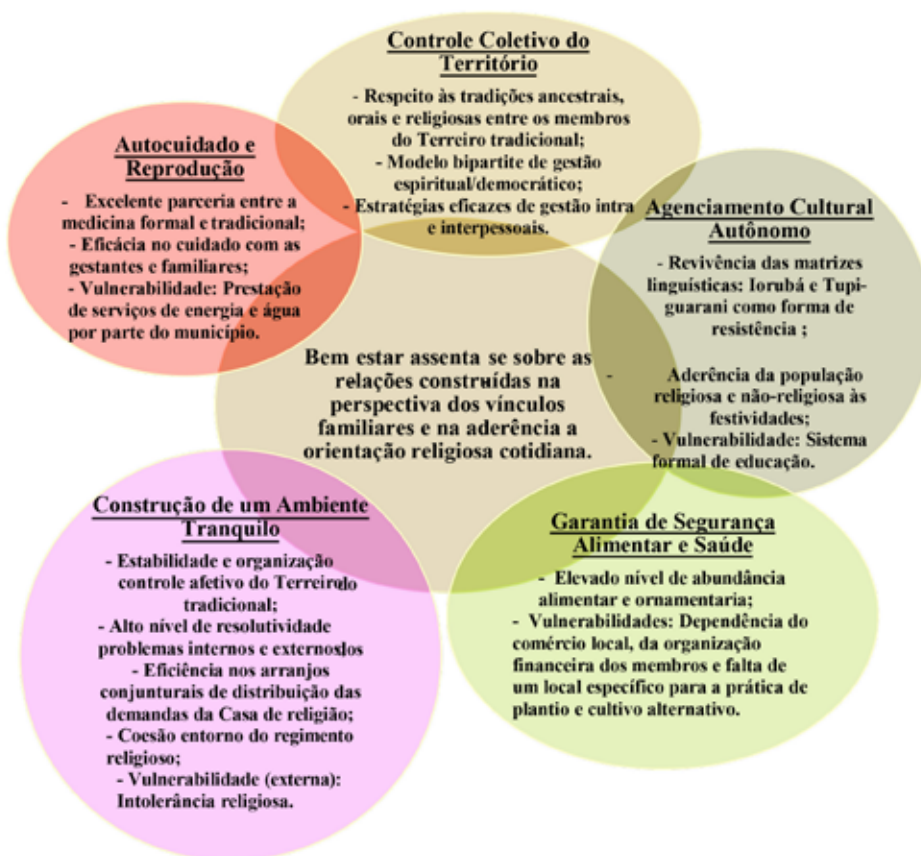 Controle Coletivo do
Território
- Respeito às tradições ancestrais,
orais e religiosas entre os membros
do Terreiro tradicional;
- Modelo bipartite de gestão
espiritual/democrático;
- Estratégias eficazes de gestão intra
e interpessoais.
Autocuidado e
Reprodução
- Excelente parceria entre a
medicina formal e tradicional;
- Eficácia no cuidado com as
gestantes e familiares;
- Vulnerabilidade: Prestação
de serviços de energia e água
por parte do município.
Agenciamento Cultural
Autônomo
- Revivência das matrizes
linguísticas: Iorubá e Tupi-
guarani como forma de
resistência ;
- Aderência da população
religiosa e não-religiosa às
festividades;
- Vulnerabilidade: Sistema
formal de educação.
Bem estar assenta se sobre as
relações construídas na
perspectiva dos vínculos
familiares e na aderência a
orientação religiosa cotidiana.
Construção de um Ambiente
Tranquilo
- Estabilidade e organização
controle afetivo do Terreiro do
tradicional;
- Alto nível de resolutividade
problemas internos e externos dos
- Eficiência nos arranjos
conjunturais de distribuição das
demandas da Casa de religião;
- Coesão entorno do regimento
religioso;
- Vulnerabilidade (externa):
Intolerância religiosa.
Garantia de Segurança
Alimentar e Saúde
- Elevado nível de abundância
alimentar e ornamentaria;
- Vulnerabilidades: Dependência do
comércio local, da organização
financeira dos membros e falta de
um local específico para a prática de
plantio e cultivo alternativo.